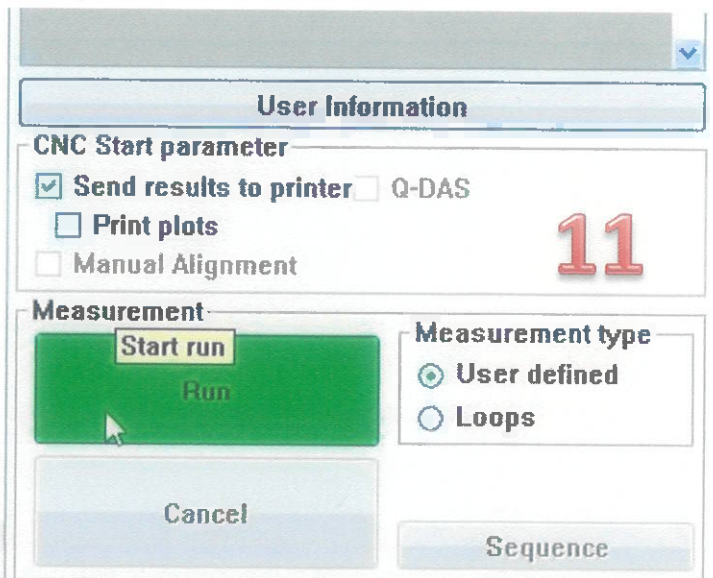 User Information
CNC Start parameter
Send results to printer Q-DAS
Print plots
11
Manual Alignment
Measurement
Start run
Run
Measurement type
User defined
Loops
Cancel
Sequence